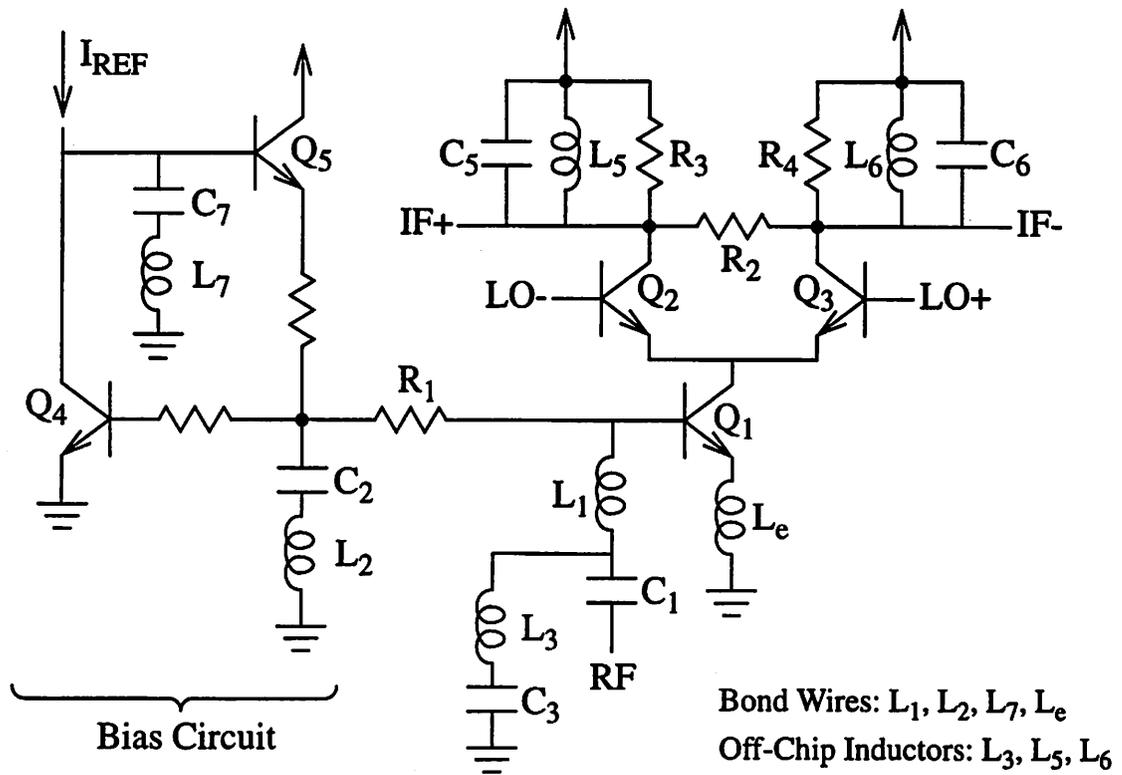 I_REF
Q5
C5
L5
R3
R4
L6
C6
C7
IF+
IF-
R2
L7
LO-
Q2
Q3
LO+
Q4
R1
Q1
C2
L1
Le
L2
C1
L3
RF
C3
Bias Circuit
Bond Wires: L1, L2, L7, Le
Off-Chip Inductors: L3, L5, L6